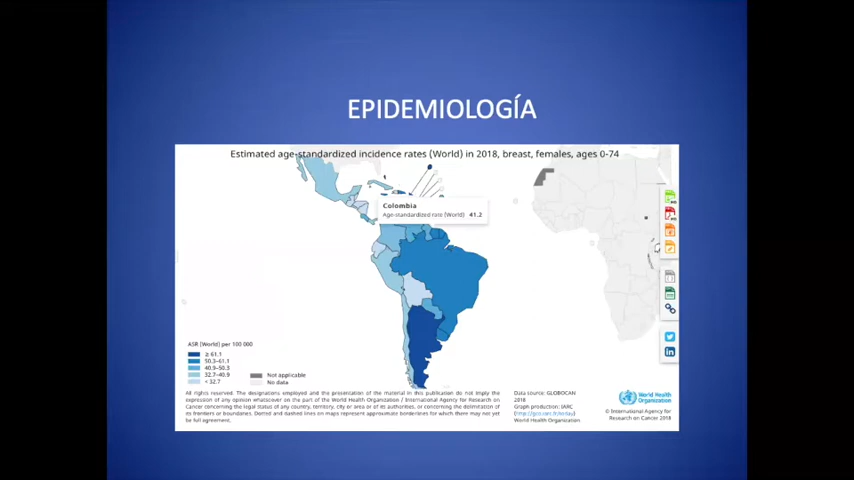 EPIDEMIOLOGÍA
Estimated age-standardized incidence rates (World) in 2018, breast, females, ages 0-74
Colombia
Age-standardized rate (World) 41.2
ASR (World) per 100 000
≥ 61.1
50.3–61.1
40.9–50.3
32.7–40.9
< 32.7
Not applicable
No data
All rights reserved. The designations employed and the presentation of the material in this publication do not imply the
expression of any opinion whatsoever on the part of the World Health Organization / International Agency for Research on
Cancer concerning the legal status of any country, territory, city or area or of its authorities, or concerning the delimitation of
its frontiers or boundaries. Dotted and dashed lines on maps represent approximate borderlines for which there may not yet
be full agreement.
Data source: GLOBOCAN
2018
Graph production: IARC
(http://gco.iarc.fr/today)
World Health Organization
World Health
Organization
© International Agency for
Research on Cancer 2018